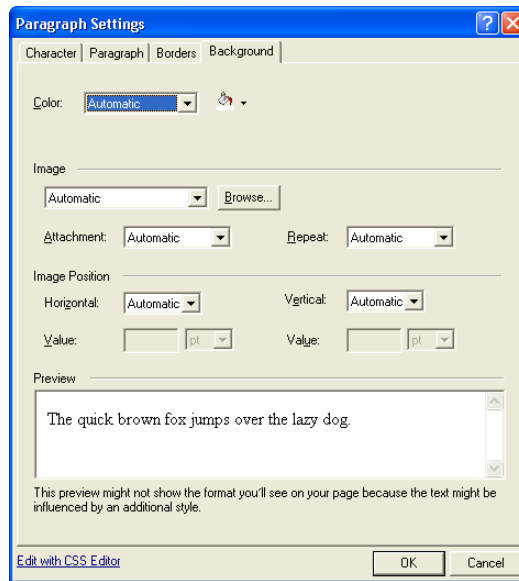 Paragraph Settings
Character Paragraph Borders Background
Color: Automatic
Image
Automatic Browse...
Attachment: Automatic Repeat: Automatic
Image Position
Horizontal: Automatic Vertical: Automatic
Value: pt Value: pt
Preview
The quick brown fox jumps over the lazy dog.
This preview might not show the format you'll see on your page because the text might be
influenced by an additional style.
Edit with CSS Editor OK Cancel